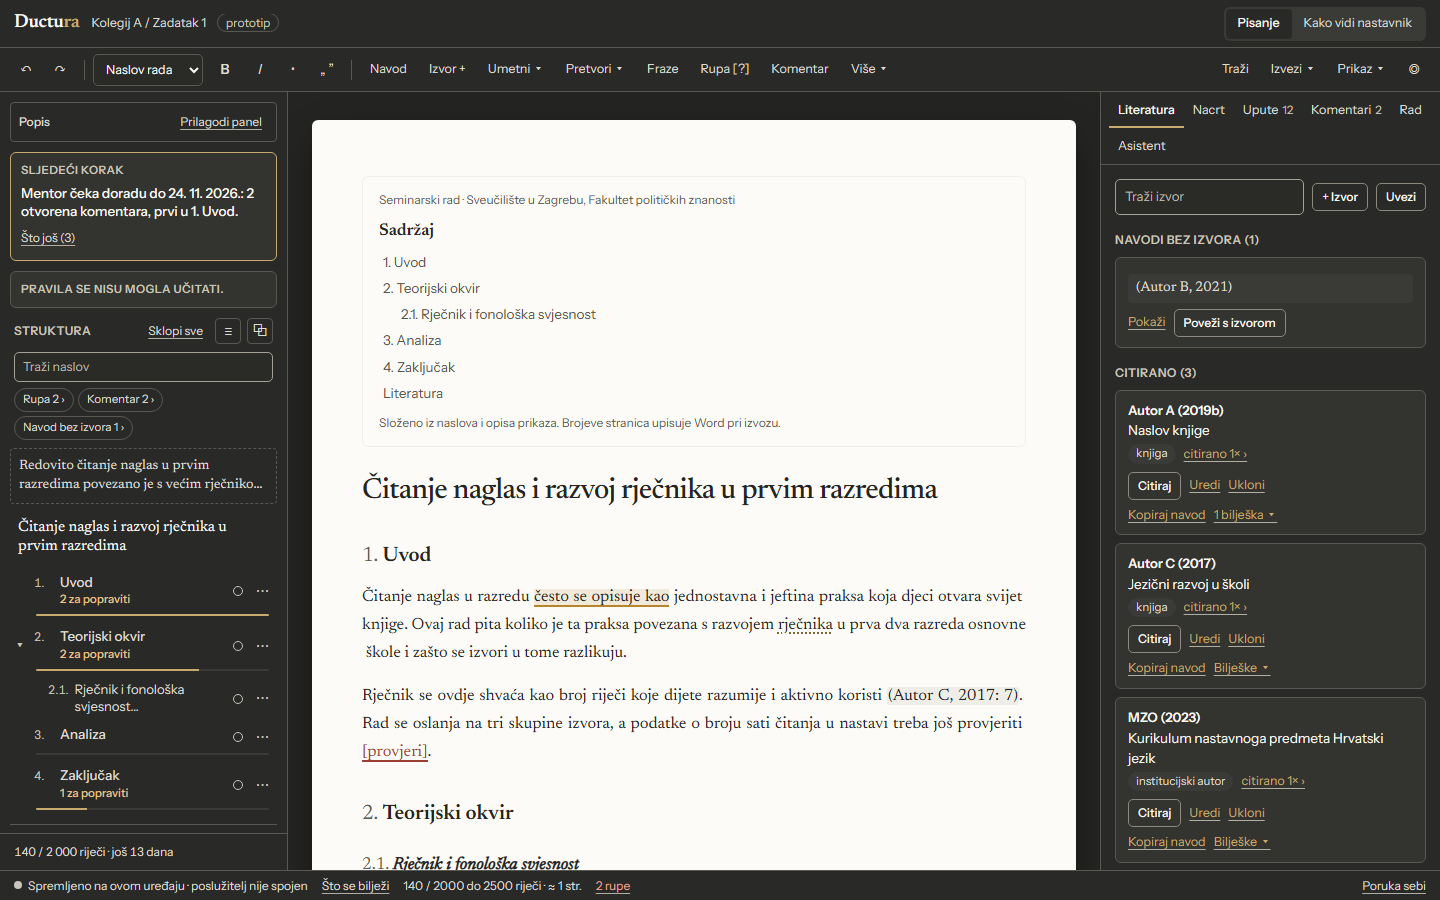 Ductura Kolegij A / Zadatak 1 prototip Pisanje Kako vidi nastavnik
Naslov rada B I · „ ” Navod Izvor + Umetni Pretvori Fraze Rupa [?] Komentar Više Traži Izvezi Prikaz
Popis Prilagodi panel
SLJEDEĆI KORAK
Mentor čeka doradu do 24. 11. 2026.: 2
otvorena komentara, prvi u 1. Uvod.
Što još (3)
PRAVILA SE NISU MOGLA UČITATI.
STRUKTURA Sklopi sve
Traži naslov
Rupa 2 › Komentar 2 ›
Navod bez izvora 1 ›
Redovito čitanje naglas u prvim
razredima povezano je s većim rječniko…
Čitanje naglas i razvoj rječnika u
prvim razredima
1. Uvod
2 za popraviti
2. Teorijski okvir
2 za popraviti
2.1. Rječnik i fonološka
svjesnost…
3. Analiza
4. Zaključak
1 za popraviti
140 / 2 000 riječi · još 13 dana
Seminarski rad · Sveučilište u Zagrebu, Fakultet političkih znanosti
Sadržaj
1. Uvod
2. Teorijski okvir
2.1. Rječnik i fonološka svjesnost
3. Analiza
4. Zaključak
Literatura
Složeno iz naslova i opisa prikaza. Brojeve stranica upisuje Word pri izvozu.
Čitanje naglas i razvoj rječnika u prvim razredima
1. Uvod
Čitanje naglas u razredu često se opisuje kao jednostavna i jeftina praksa koja djeci otvara svijet
knjige. Ovaj rad pita koliko je ta praksa povezana s razvojem rječnika u prva dva razreda osnovne
škole i zašto se izvori u tome razlikuju.
Rječnik se ovdje shvaća kao broj riječi koje dijete razumije i aktivno koristi (Autor C, 2017: 7).
Rad se oslanja na tri skupine izvora, a podatke o broju sati čitanja u nastavi treba još provjeriti
[provjeri].
2. Teorijski okvir
2.1. Rječnik i fonološka svjesnost
Literatura Nacrt Upute 12 Komentari 2 Rad
Asistent
Traži izvor + Izvor Uvezi
NAVODI BEZ IZVORA (1)
(Autor B, 2021)
Pokaži Poveži s izvorom
CITIRANO (3)
Autor A (2019b)
Naslov knjige
knjiga citirano 1× ›
Citiraj Uredi Ukloni
Kopiraj navod 1 bilješka
Autor C (2017)
Jezični razvoj u školi
knjiga citirano 1× ›
Citiraj Uredi Ukloni
Kopiraj navod Bilješke
MZO (2023)
Kurikulum nastavnoga predmeta Hrvatski
jezik
institucijski autor citirano 1× ›
Citiraj Uredi Ukloni
Kopiraj navod Bilješke
Spremljeno na ovom uređaju · poslužitelj nije spojen Što se bilježi 140 / 2000 do 2500 riječi · ≈ 1 str. 2 rupe Poruka sebi